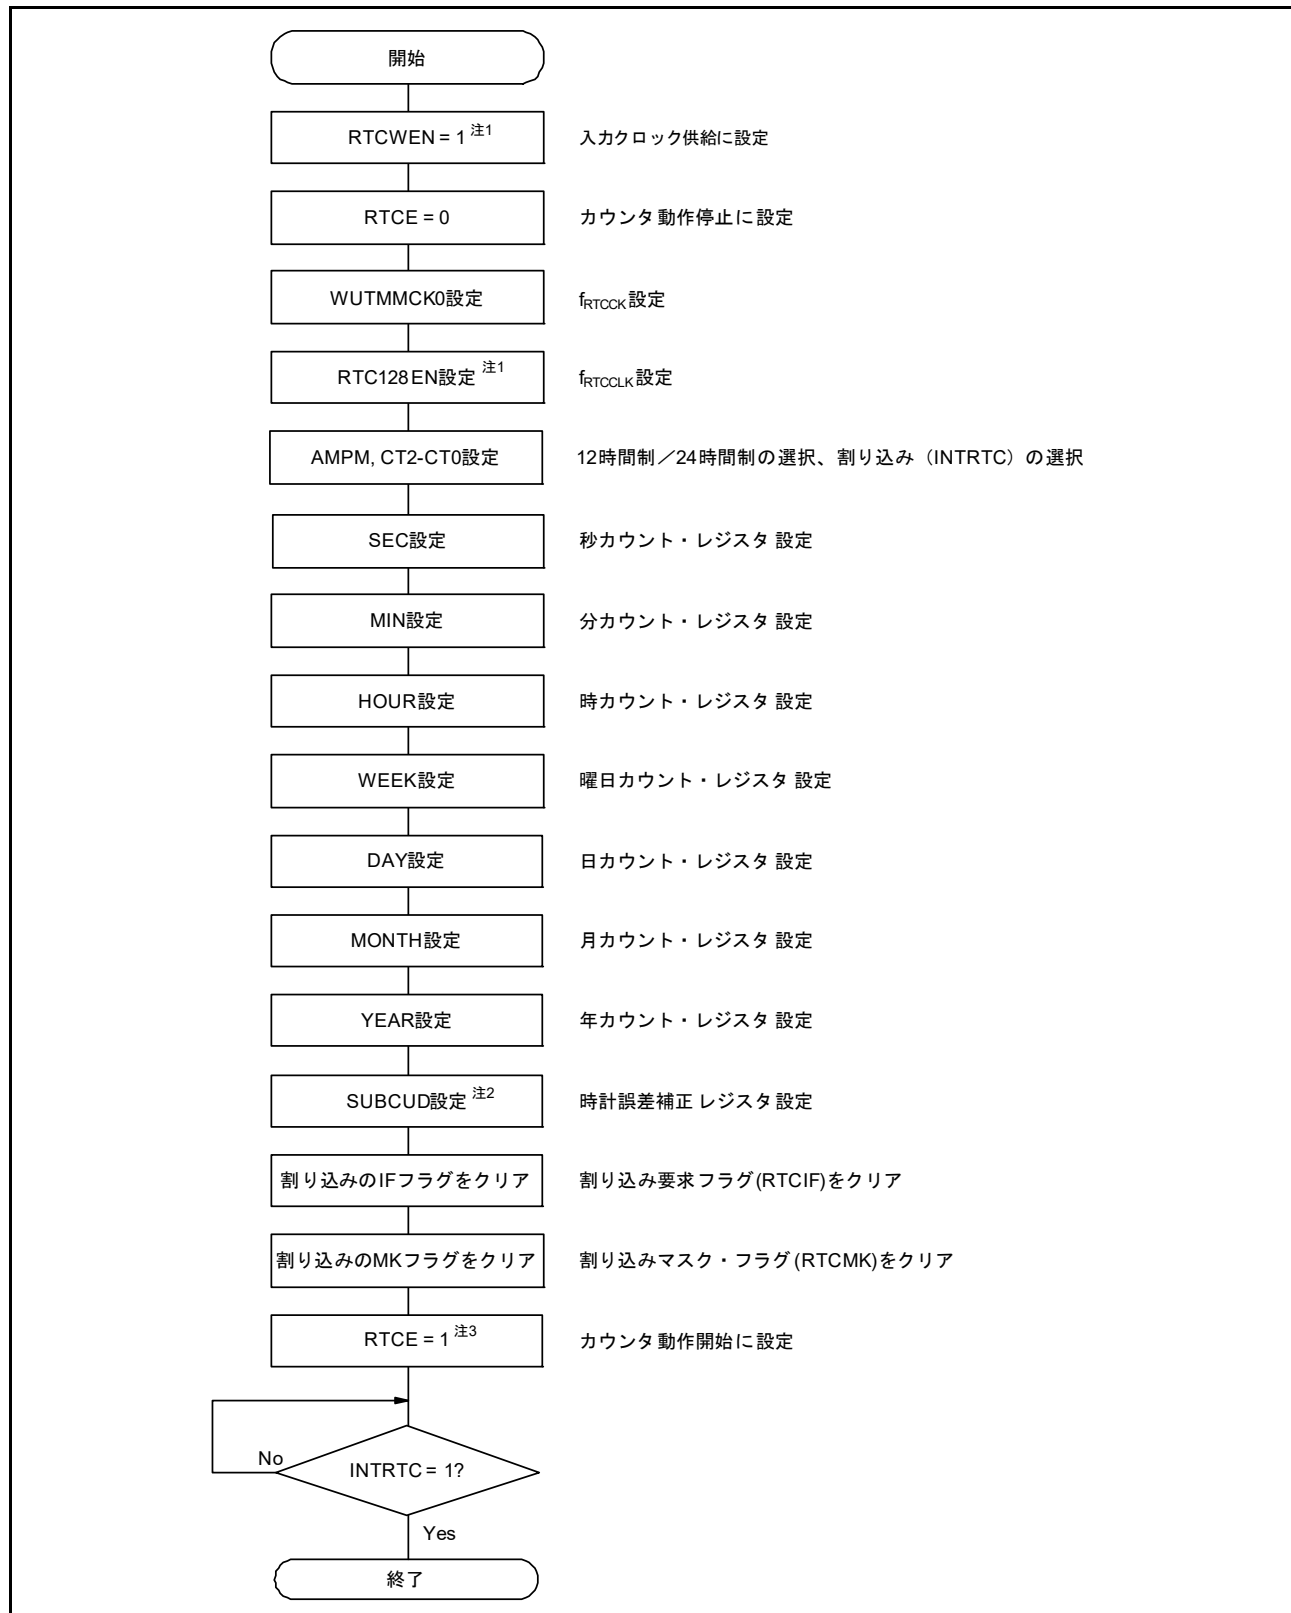 開始
RTCWEN = 1 注1 入力クロック供給に設定
RTCE = 0 カウンタ動作停止に設定
WUTMMCK0設定 fRTCCK設定
RTC128EN設定 注1 fRTCCLK設定
AMPM, CT2-CT0設定 12時間制／24時間制の選択、割り込み（INTRTC）の選択
SEC設定 秒カウント・レジスタ 設定
MIN設定 分カウント・レジスタ 設定
HOUR設定 時カウント・レジスタ 設定
WEEK設定 曜日カウント・レジスタ 設定
DAY設定 日カウント・レジスタ 設定
MONTH設定 月カウント・レジスタ 設定
YEAR設定 年カウント・レジスタ 設定
SUBCUD設定 注2 時計誤差補正 レジスタ 設定
割り込みのIFフラグをクリア 割り込み要求フラグ(RTCIF)をクリア
割り込みのMKフラグをクリア 割り込みマスク・フラグ(RTCMK)をクリア
RTCE = 1 注3 カウンタ動作開始に設定
No
INTRTC = 1?
Yes
終了